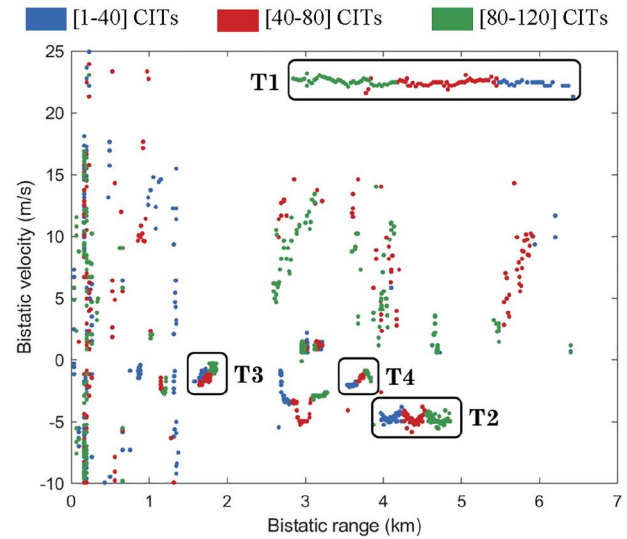 [1-40] CITs [40-80] CITs [80-120] CITs
25
20
15
10
5
0
-5
-10
Bistatic velocity (m/s)
T1
T3
T4
T2
0 1 2 3 4 5 6 7
Bistatic range (km)